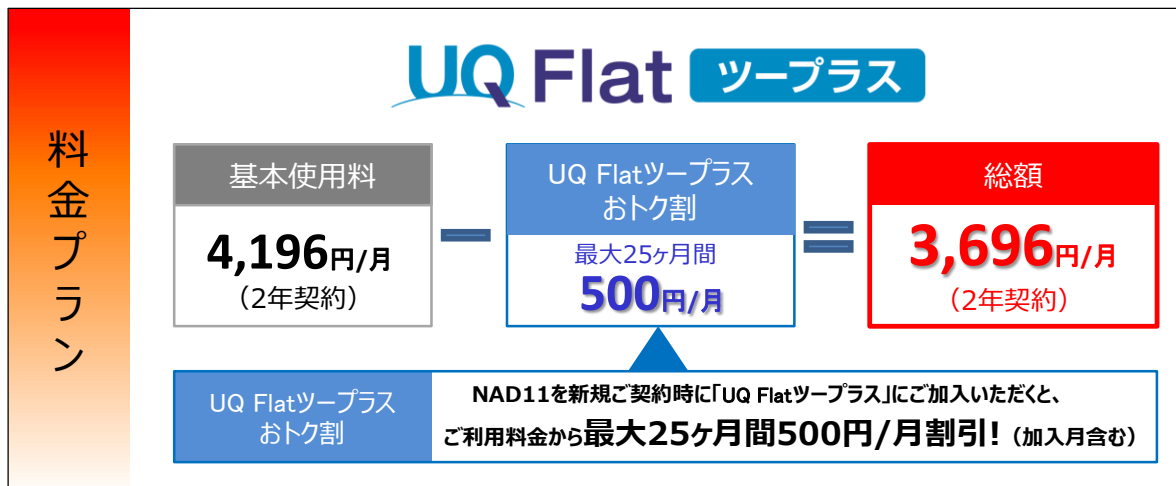 料金プラン
UQ Flat ツープラス
基本使用料
4,196円/月
（2年契約）
UQ Flatツープラス
おトク割
最大25ヶ月間
500円/月
総額
3,696円/月
（2年契約）
UQ Flatツープラス
おトク割
NAD11を新規ご契約時に「UQ Flatツープラス」にご加入いただくと、
ご利用料金から最大25ヶ月間500円/月割引!（加入月含む）